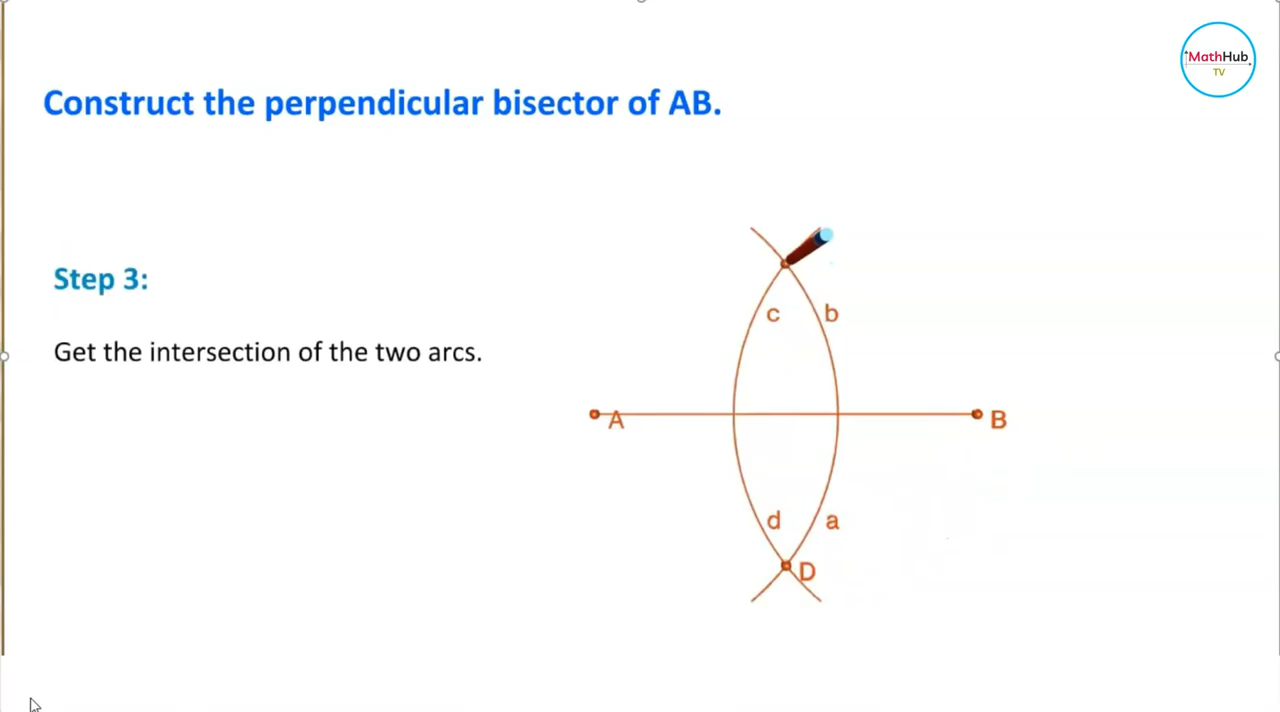 MathHub
TV
Construct the perpendicular bisector of AB.
Step 3:
Get the intersection of the two arcs.
c b
A B
d a
D